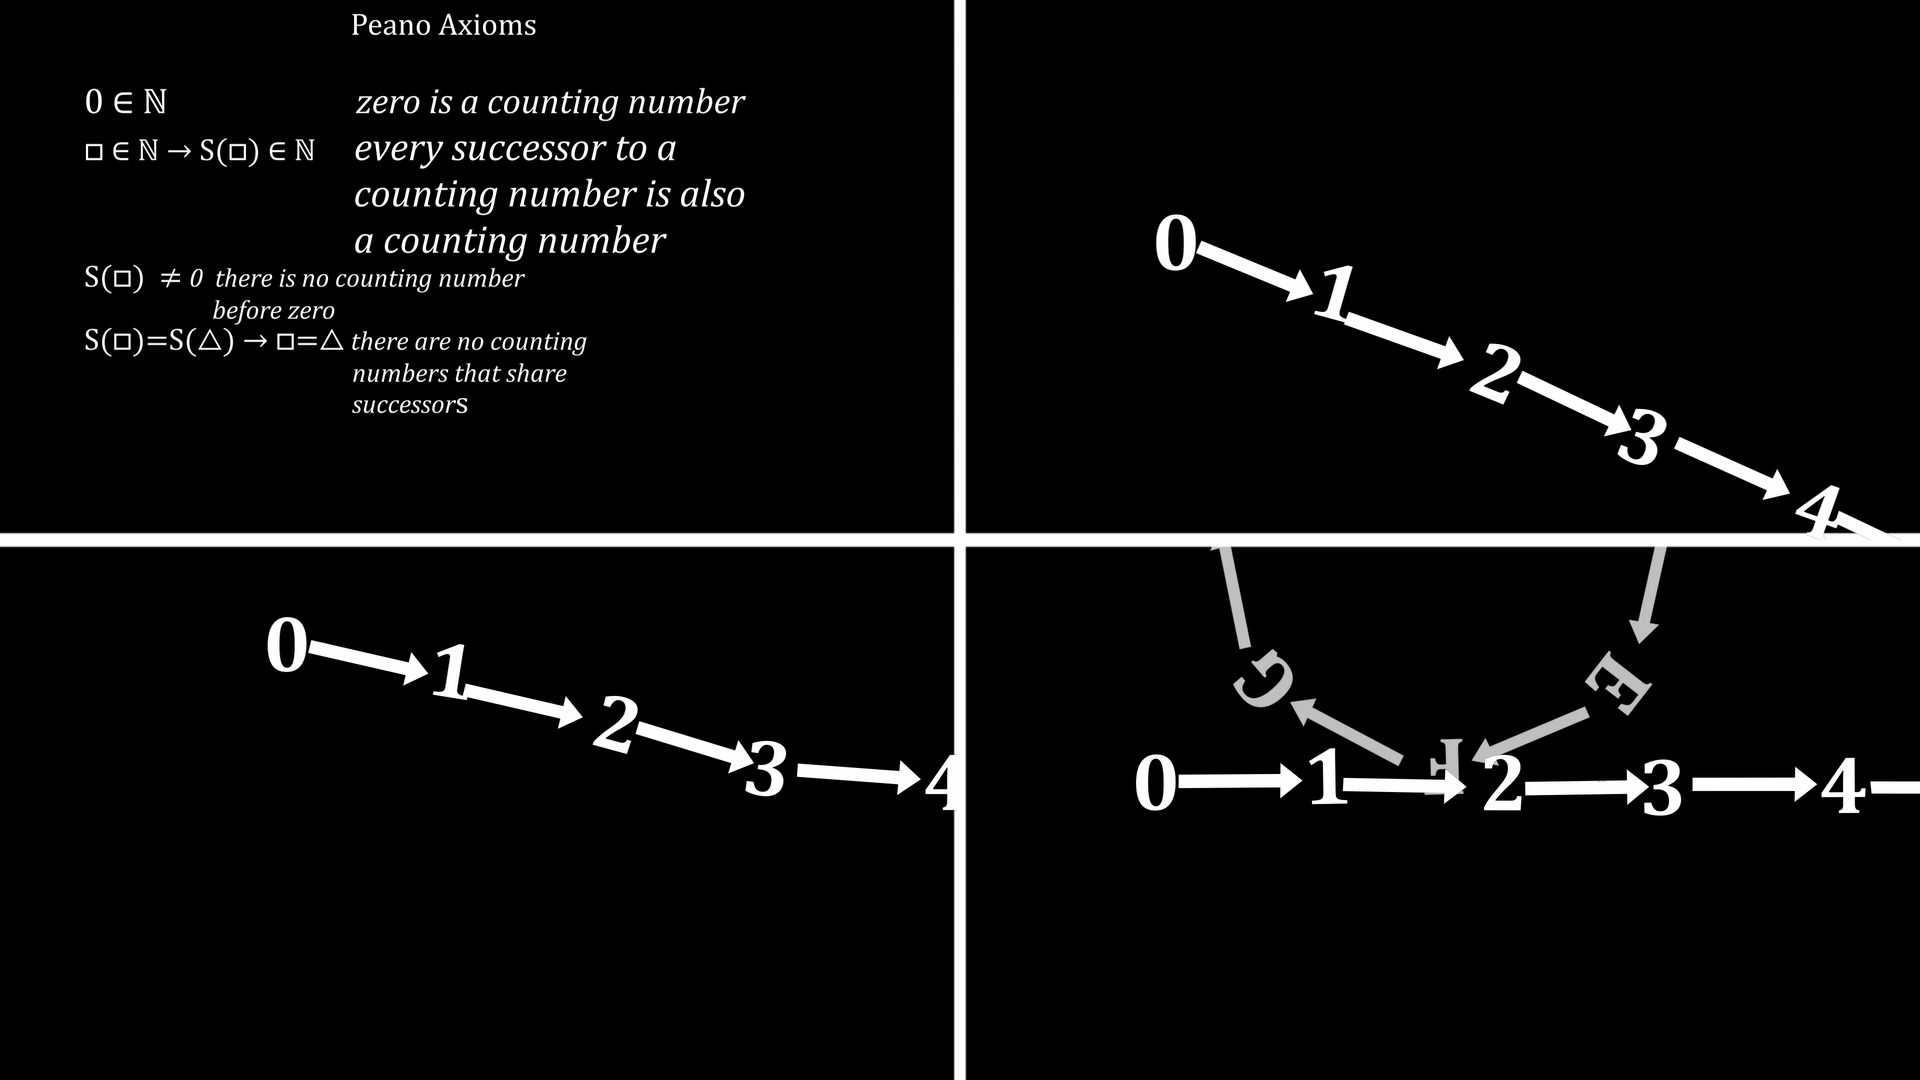 Peano Axioms
0 ∈ ℕ zero is a counting number
□ ∈ ℕ → S(□) ∈ ℕ every successor to a
counting number is also
a counting number
S(□) ≠ 0 there is no counting number
before zero
S(□)=S(△) → □=△ there are no counting
numbers that share
successors
0 1 2 3 4
0 1 2 3 4
G E
F
0 1 2 3 4